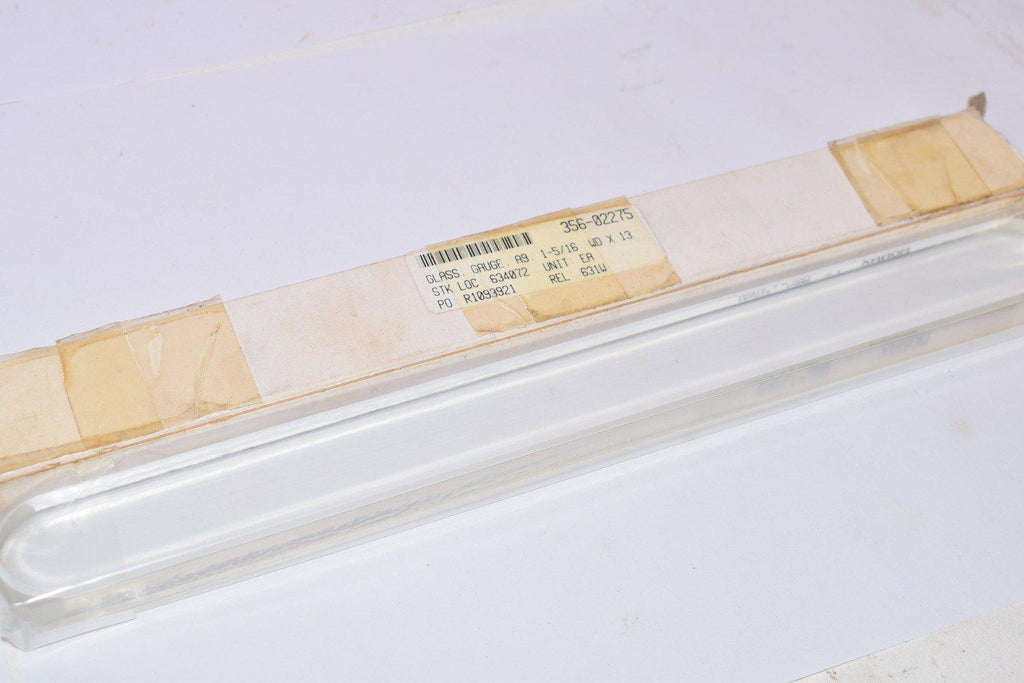 356-02275
GLASS. GAUGE. A9. 1-5/16 WD X 13
STK LOC 634072 UNIT EA
PO R1093921 REL 631W